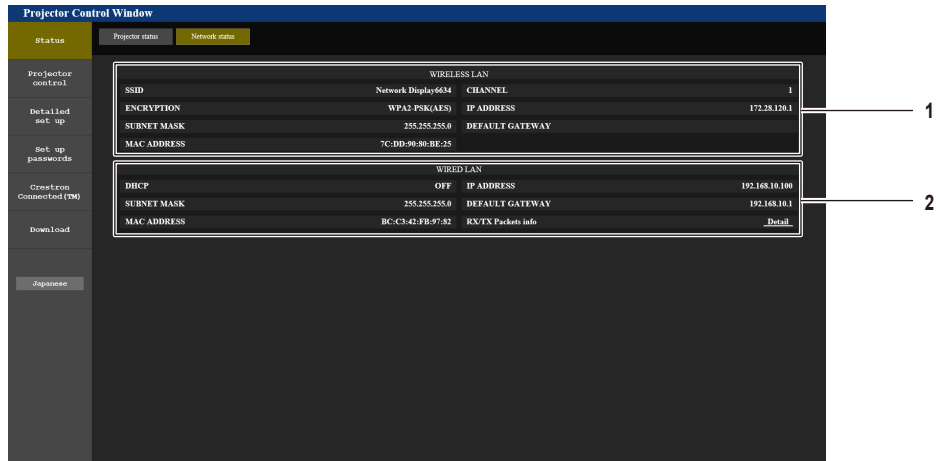 Projector Control Window
Status
Projector status Network status
Projector
control
Detailed
set up
Set up
passwords
Crestron
Connected(TM)
Download
Japanese
WIRELESS LAN
SSID Network Display6634 CHANNEL 1
ENCRYPTION WPA2-PSK(AES) IP ADDRESS 172.28.120.1
SUBNET MASK 255.255.255.0 DEFAULT GATEWAY
MAC ADDRESS 7C:DD:90:80:BE:25
1
WIRED LAN
DHCP OFF IP ADDRESS 192.168.10.100
SUBNET MASK 255.255.255.0 DEFAULT GATEWAY 192.168.10.1
MAC ADDRESS BC:C3:42:FB:97:82 RX/TX Packets info Detail
2